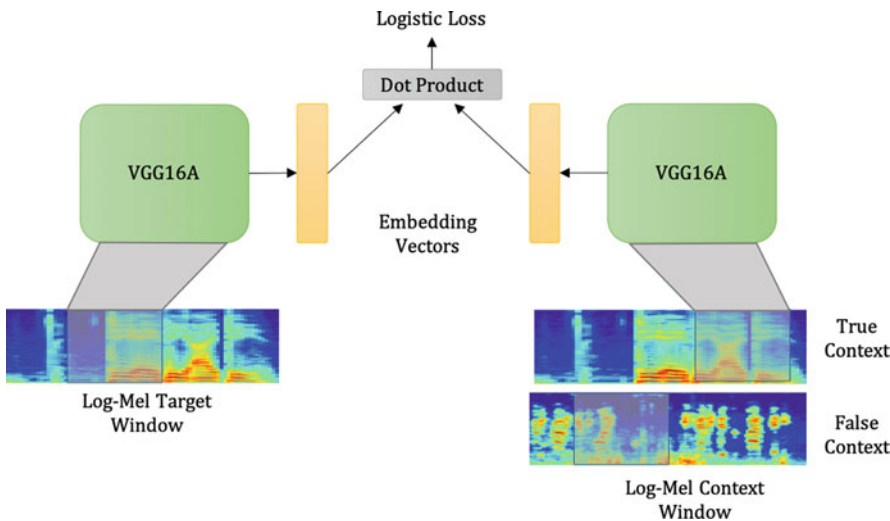 Logistic Loss
Dot Product
VGG16A
VGG16A
Embedding
Vectors
True
Context
Log-Mel Target
Window
False
Context
Log-Mel Context
Window